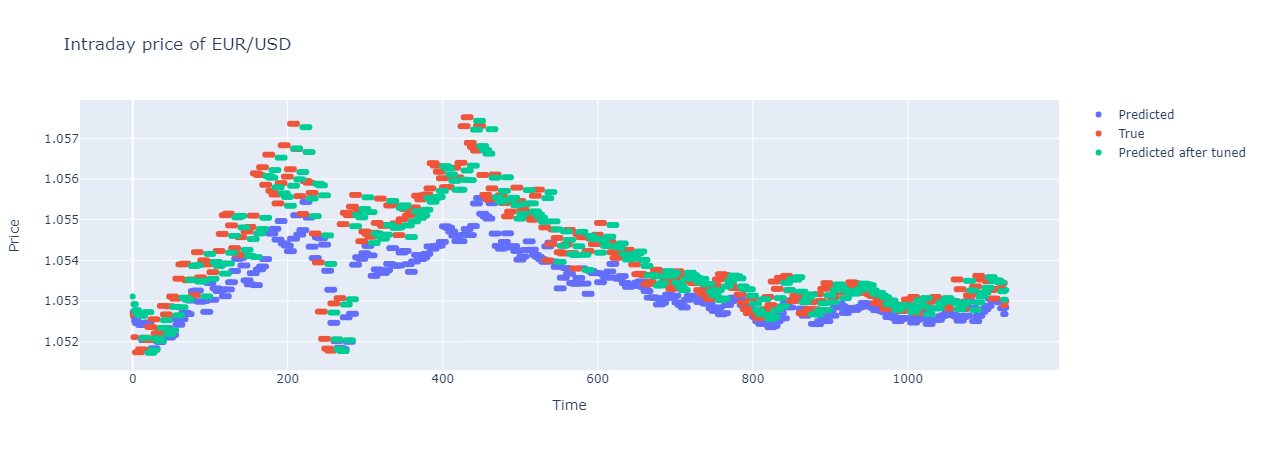 Intraday price of EUR/USD
Predicted
True
Predicted after tuned
1.057
1.056
1.055
1.054
1.053
1.052
Price
0 200 400 600 800 1000
Time